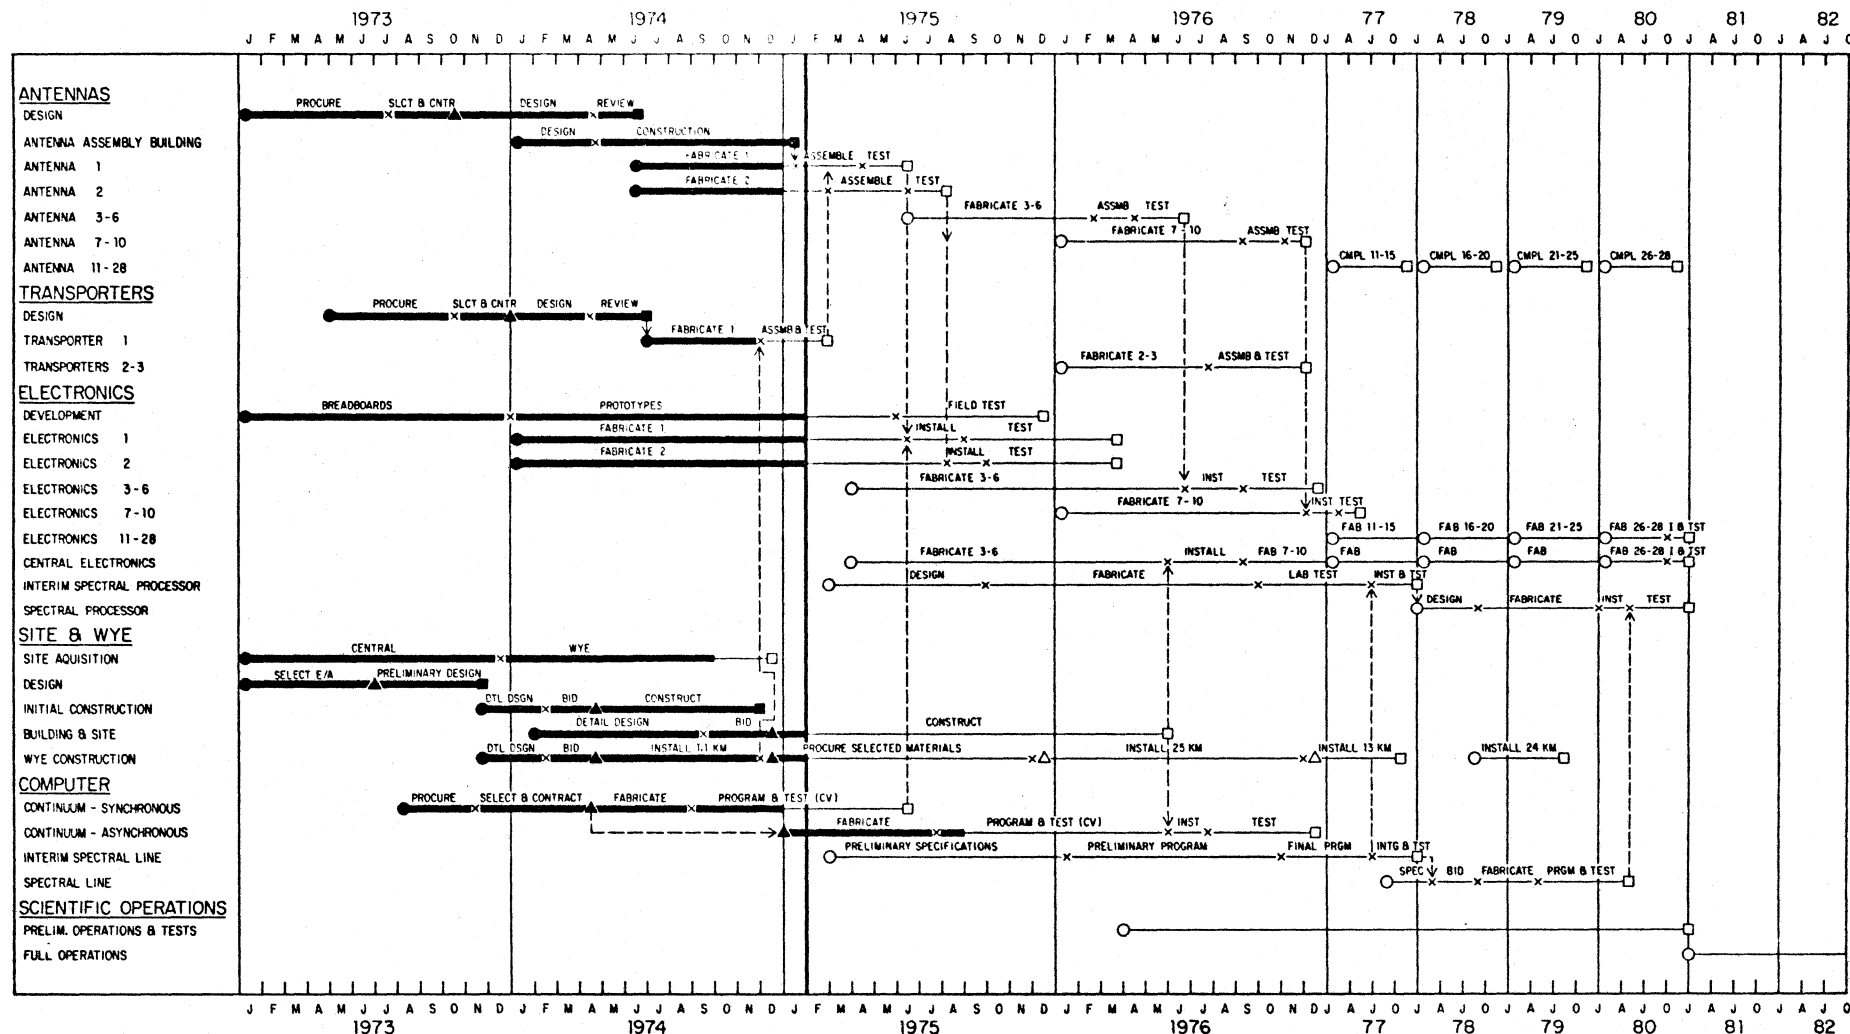 1973 1974 1975 1976 77 78 79 80 81 82
J F M A M J J A S O N D J F M A M J J A S O N D J F M A M J J A S O N D J F M A M J J A S O N D J A J O J A J O J A J O J A J O J A J O J A J O
ANTENNAS
PROCURE SLCT & CNTR DESIGN REVIEW
DESIGN
DESIGN CONSTRUCTION
ANTENNA ASSEMBLY BUILDING
FABRICATE 1 ASSEMBLE TEST
ANTENNA 1
FABRICATE 2 ASSEMBLE TEST
ANTENNA 2
FABRICATE 3-6 ASSMB TEST
ANTENNA 3-6
FABRICATE 7-10 ASSMB TEST
ANTENNA 7-10
CMPL 11-15 CMPL 16-20 CMPL 21-25 CMPL 26-28
ANTENNA 11-28
TRANSPORTERS
PROCURE SLCT & CNTR DESIGN REVIEW
DESIGN
FABRICATE 1 ASSMB & TEST
TRANSPORTER 1
FABRICATE 2-3 ASSMB & TEST
TRANSPORTERS 2-3
ELECTRONICS
BREADBOARDS PROTOTYPES FIELD TEST
DEVELOPMENT
FABRICATE 1 INSTALL TEST
ELECTRONICS 1
FABRICATE 2 INSTALL TEST
ELECTRONICS 2
FABRICATE 3-6 INST TEST
ELECTRONICS 3-6
FABRICATE 7-10 INST TEST
ELECTRONICS 7-10
FAB 11-15 FAB 16-20 FAB 21-25 FAB 26-28 I & TST
ELECTRONICS 11-28
FABRICATE 3-6 INSTALL FAB 7-10 FAB FAB FAB FAB 26-28 I & TST
CENTRAL ELECTRONICS
DESIGN FABRICATE LAB TEST INST & TST
INTERIM SPECTRAL PROCESSOR
DESIGN FABRICATE INST TEST
SPECTRAL PROCESSOR
SITE & WYE
CENTRAL WYE
SITE AQUISITION
SELECT E/A PRELIMINARY DESIGN
DESIGN
DTL DSGN BID CONSTRUCT
INITIAL CONSTRUCTION
DETAIL DESIGN BID CONSTRUCT
BUILDING & SITE
DTL DSGN BID INSTALL 1.1 KM PROCURE SELECTED MATERIALS INSTALL 25 KM INSTALL 13 KM INSTALL 24 KM
WYE CONSTRUCTION
COMPUTER
PROCURE SELECT & CONTRACT FABRICATE PROGRAM & TEST (CV)
CONTINUUM - SYNCHRONOUS
FABRICATE PROGRAM & TEST (CV) INST TEST
CONTINUUM - ASYNCHRONOUS
PRELIMINARY SPECIFICATIONS PRELIMINARY PROGRAM FINAL PRGM INTG & TST
INTERIM SPECTRAL LINE
SPEC BID FABRICATE PRGM & TEST
SPECTRAL LINE
SCIENTIFIC OPERATIONS
PRELIM. OPERATIONS & TESTS
FULL OPERATIONS
J F M A M J J A S O N D J F M A M J J A S O N D J F M A M J J A S O N D J F M A M J J A S O N D J A J O J A J O J A J O J A J O J A J O J A J O
1973 1974 1975 1976 77 78 79 80 81 82